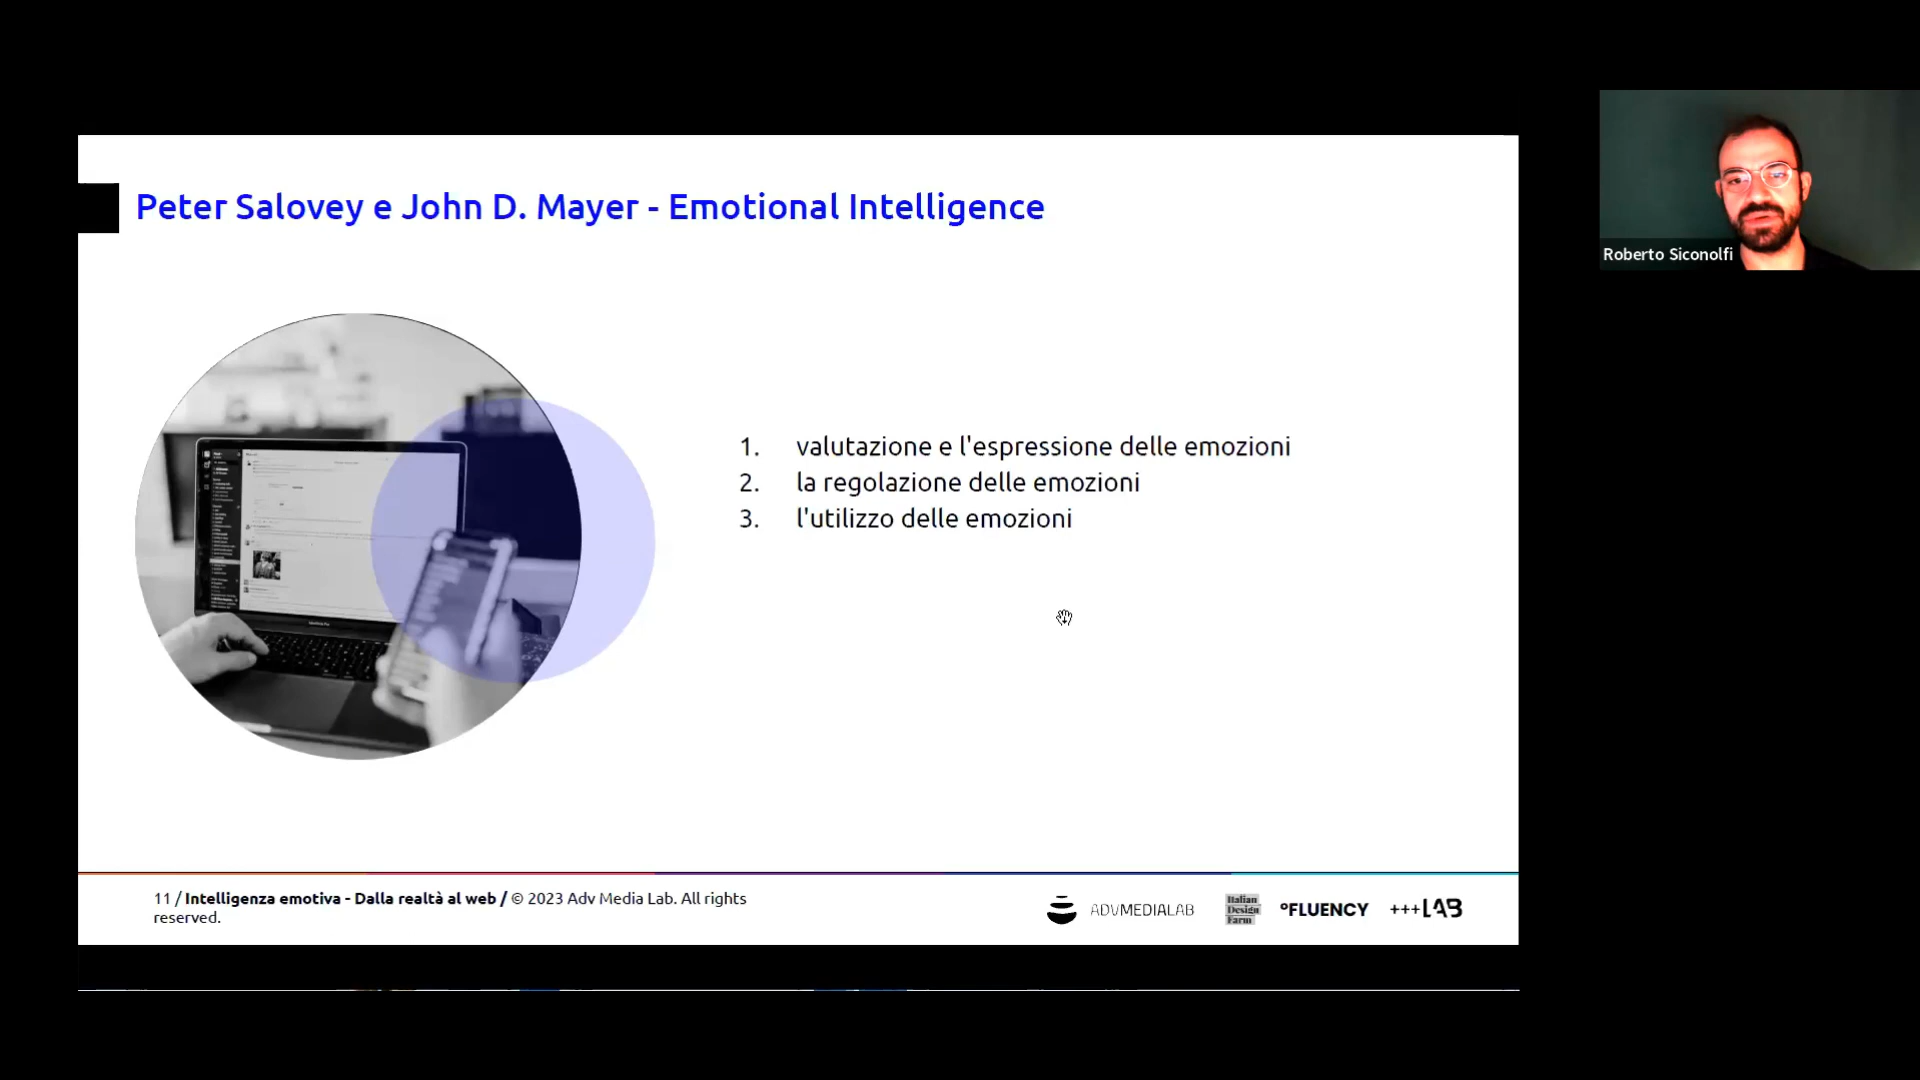 Peter Salovey e John D. Mayer - Emotional Intelligence
Roberto Siconolfi
1. valutazione e l'espressione delle emozioni
2. la regolazione delle emozioni
3. l'utilizzo delle emozioni
11 / Intelligenza emotiva - Dalla realtà al web / © 2023 Adv Media Lab. All rights
reserved.
ADVMEDIALAB
Italian
Design
Farm
°FLUENCY
+++LAB